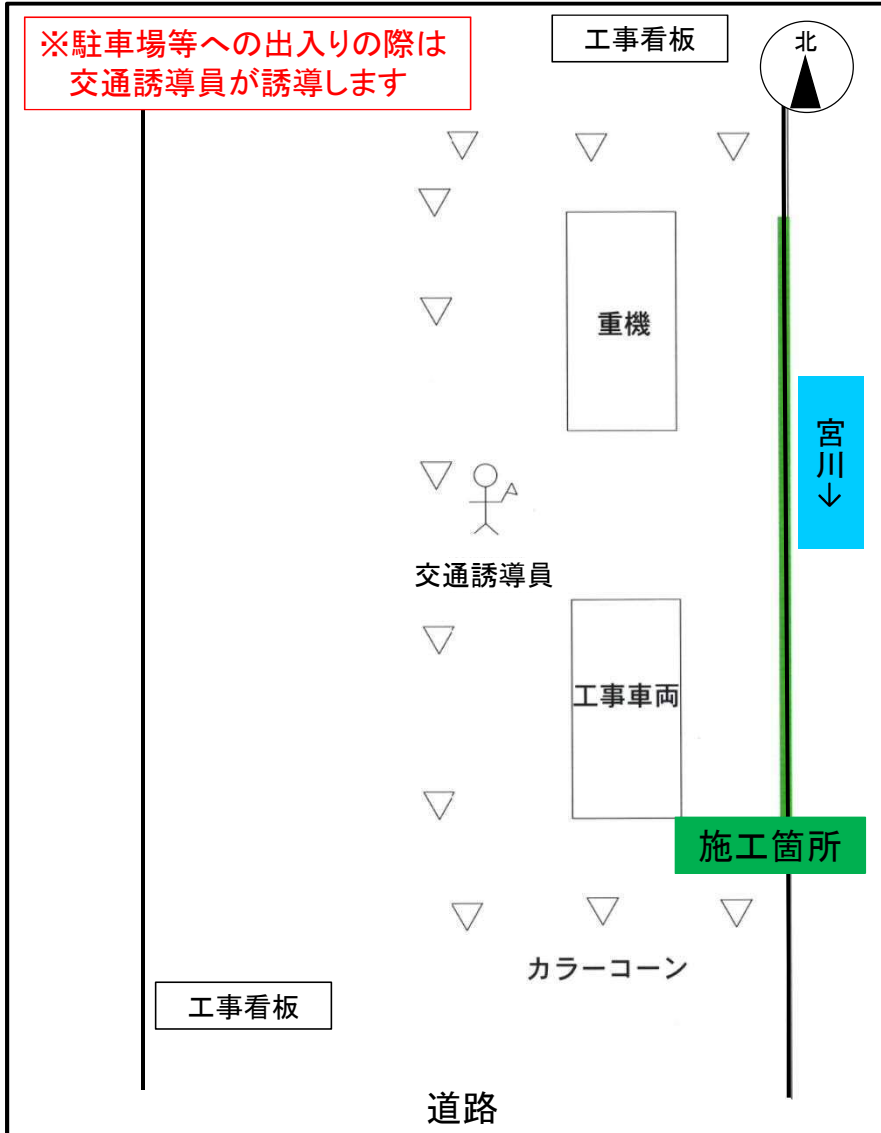 ※駐車場等への出入りの際は
交通誘導員が誘導します
工事看板
北
重機
宮川↓
交通誘導員
工事車両
施工箇所
カラーコーン
工事看板
道路